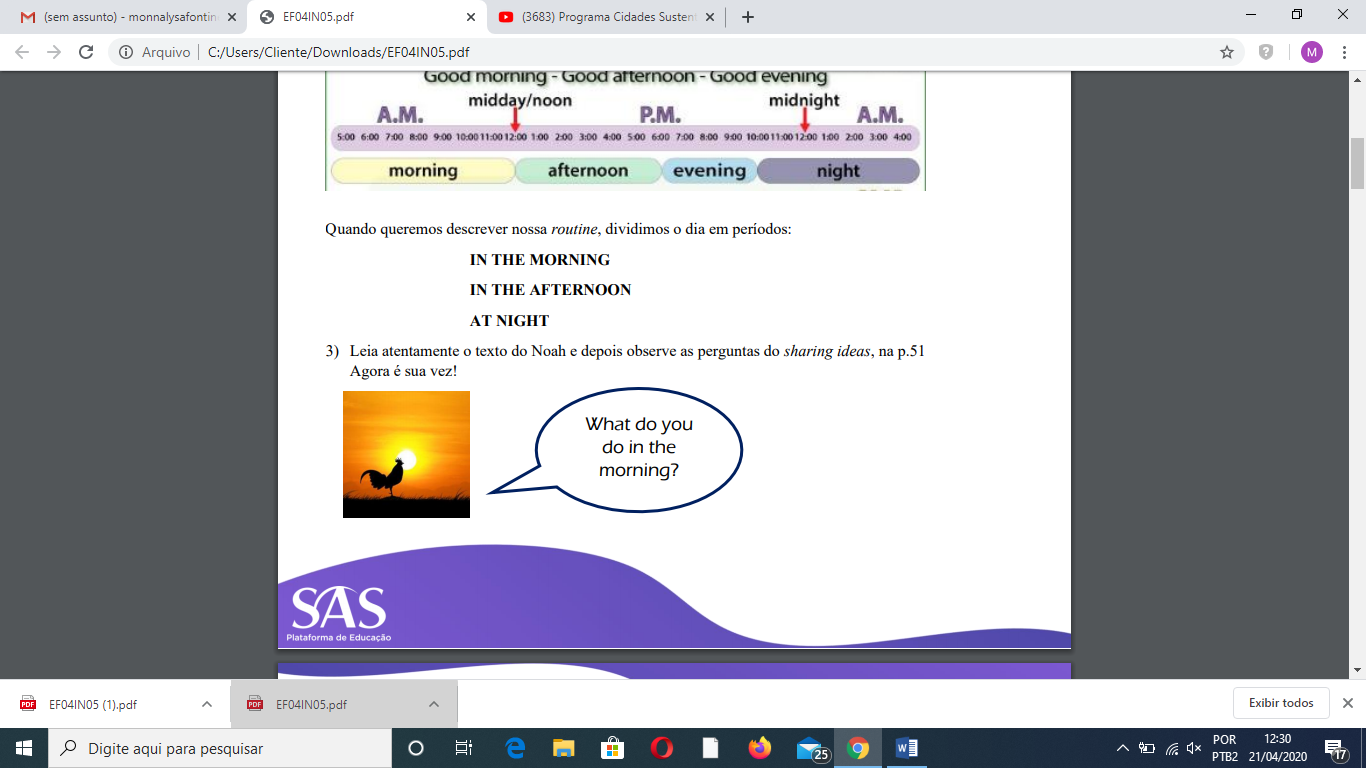 (sem assunto) - monnalysafontin
EF04IN05.pdf
(3683) Programa Cidades Sustent
Arquivo
C:/Users/Cliente/Downloads/EF04IN05.pdf
M
Good morning - Good afternoon - Good evening
midday/noon
midnight
A.M.
P.M.
A.M.
5:00 6:00 7:00 8:00 9:00 10:00 11:00 12:00 1:00 2:00 3:00 4:00 5:00 6:00 7:00 8:00 9:00 10:00 11:00 12:00 1:00 2:00 3:00 4:00
morning
afternoon
evening
night
Quando queremos descrever nossa routine, dividimos o dia em períodos:
IN THE MORNING
IN THE AFTERNOON
AT NIGHT
3) Leia atentamente o texto do Noah e depois observe as perguntas do sharing ideas, na p.51
Agora é sua vez!
What do you
do in the
morning?
SAS
Plataforma de Educação
EF04IN05 (1).pdf
EF04IN05.pdf
Exibir todos
Digite aqui para pesquisar
25
POR
PTB2
12:30
21/04/2020
17